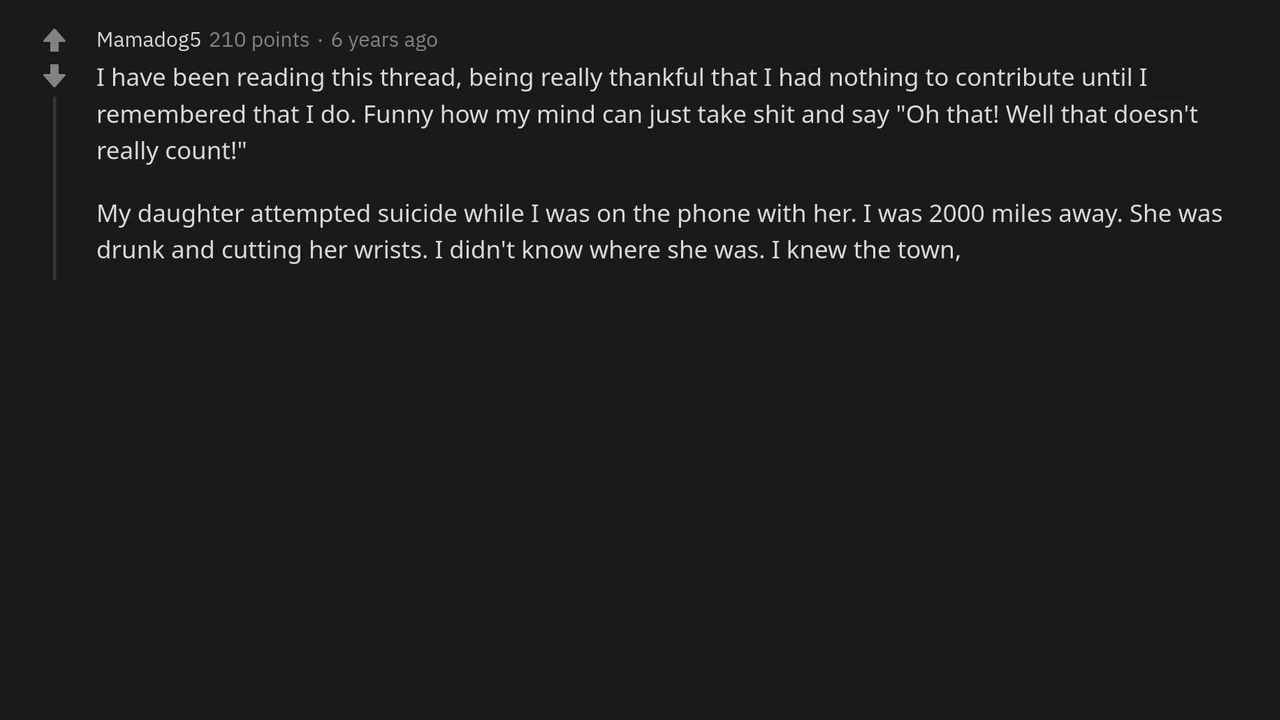 Mamadog5 210 points · 6 years ago
I have been reading this thread, being really thankful that I had nothing to contribute until I
remembered that I do. Funny how my mind can just take shit and say "Oh that! Well that doesn't
really count!"
My daughter attempted suicide while I was on the phone with her. I was 2000 miles away. She was
drunk and cutting her wrists. I didn't know where she was. I knew the town,